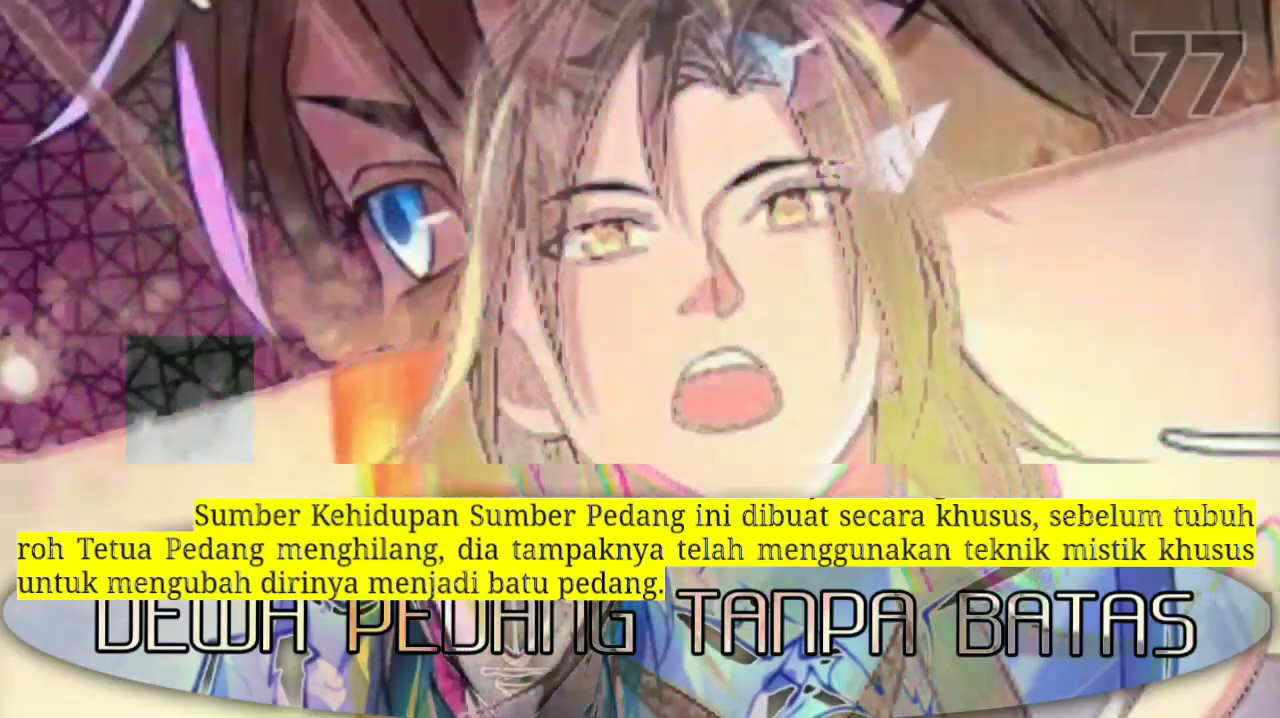 77
Sumber Kehidupan Sumber Pedang ini dibuat secara khusus, sebelum tubuh
roh Tetua Pedang menghilang, dia tampaknya telah menggunakan teknik mistik khusus
untuk mengubah dirinya menjadi batu pedang.
DEWA PEDANG TANPA BATAS